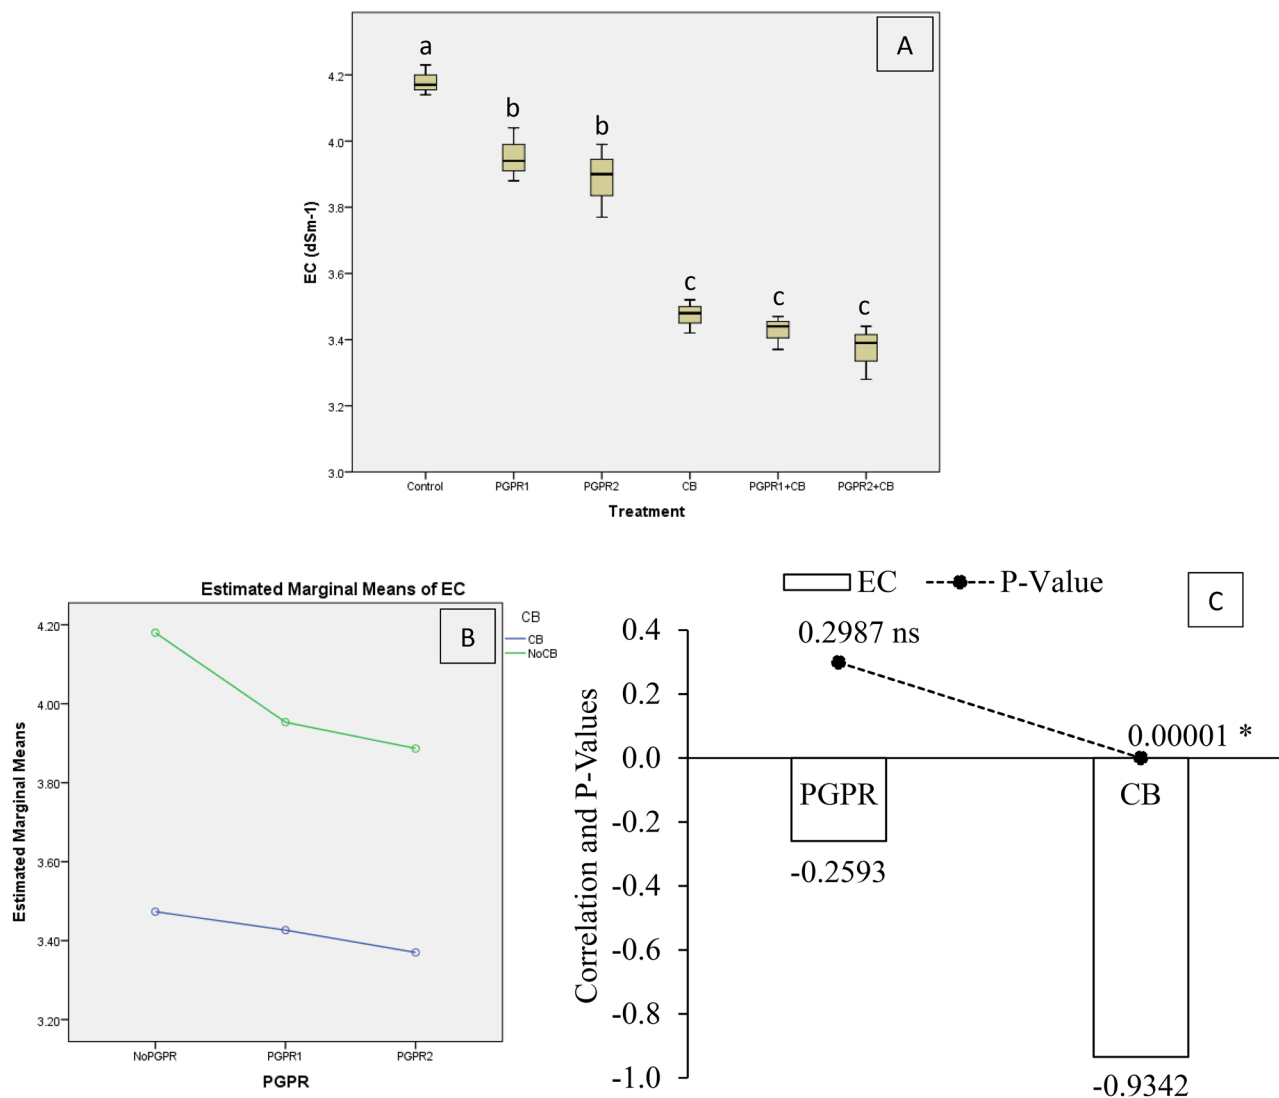 A
a
b
b
c
c
c
EC (dSm-1)
4.2
4.0
3.8
3.6
3.4
3.2
3.0
Control PGPR1 PGPR2 CB PGPR1+CB PGPR2+CB
Treatment
Estimated Marginal Means of EC
B
CB
CB
NoCB
Estimated Marginal Means
4.20
4.00
3.80
3.60
3.40
3.20
NoPGPR PGPR1 PGPR2
PGPR
EC P-Value
C
Correlation and P-Values
0.4
0.2
0.0
-0.2
-0.4
-0.6
-0.8
-1.0
0.2987 ns
0.00001 *
PGPR
CB
-0.2593
-0.9342